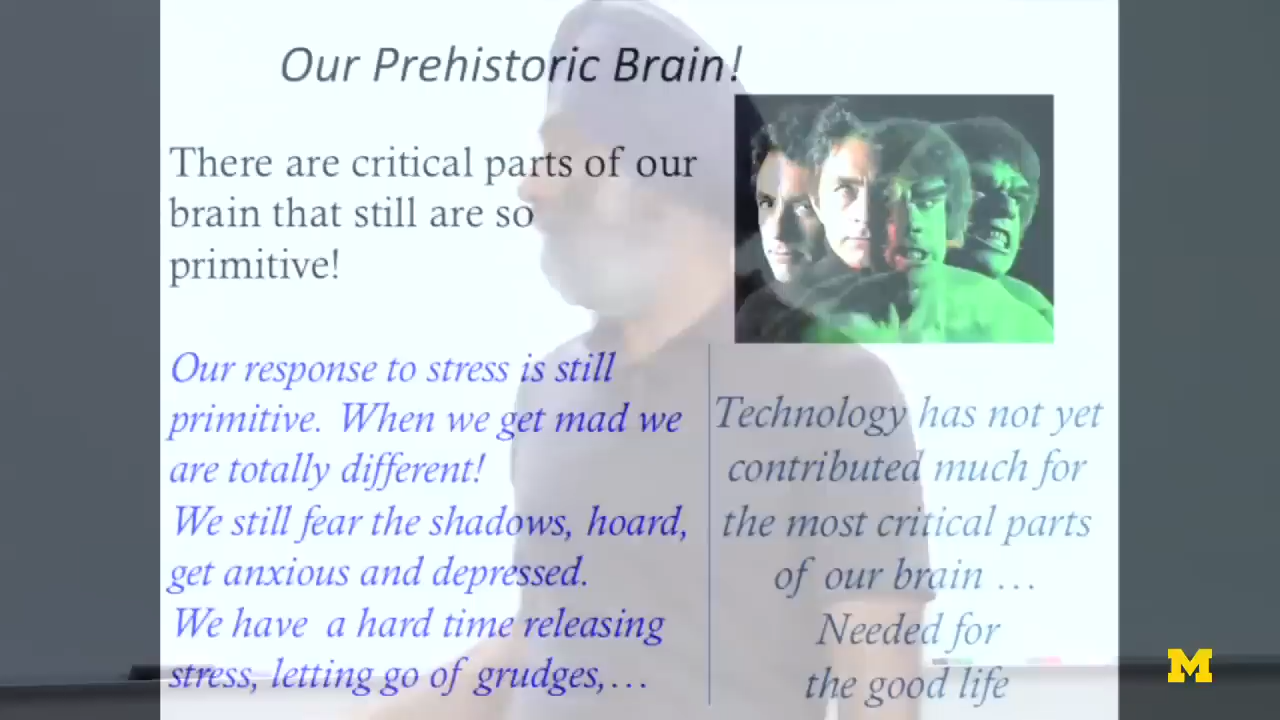 Our Prehistoric Brain!
There are critical parts of our
brain that still are so
primitive!
Our response to stress is still
primitive. When we get mad we
are totally different!
We still fear the shadows, hoard,
get anxious and depressed.
We have a hard time releasing
stress, letting go of grudges,...
Technology has not yet
contributed much for
the most critical parts
of our brain ...
Needed for
the good life
M